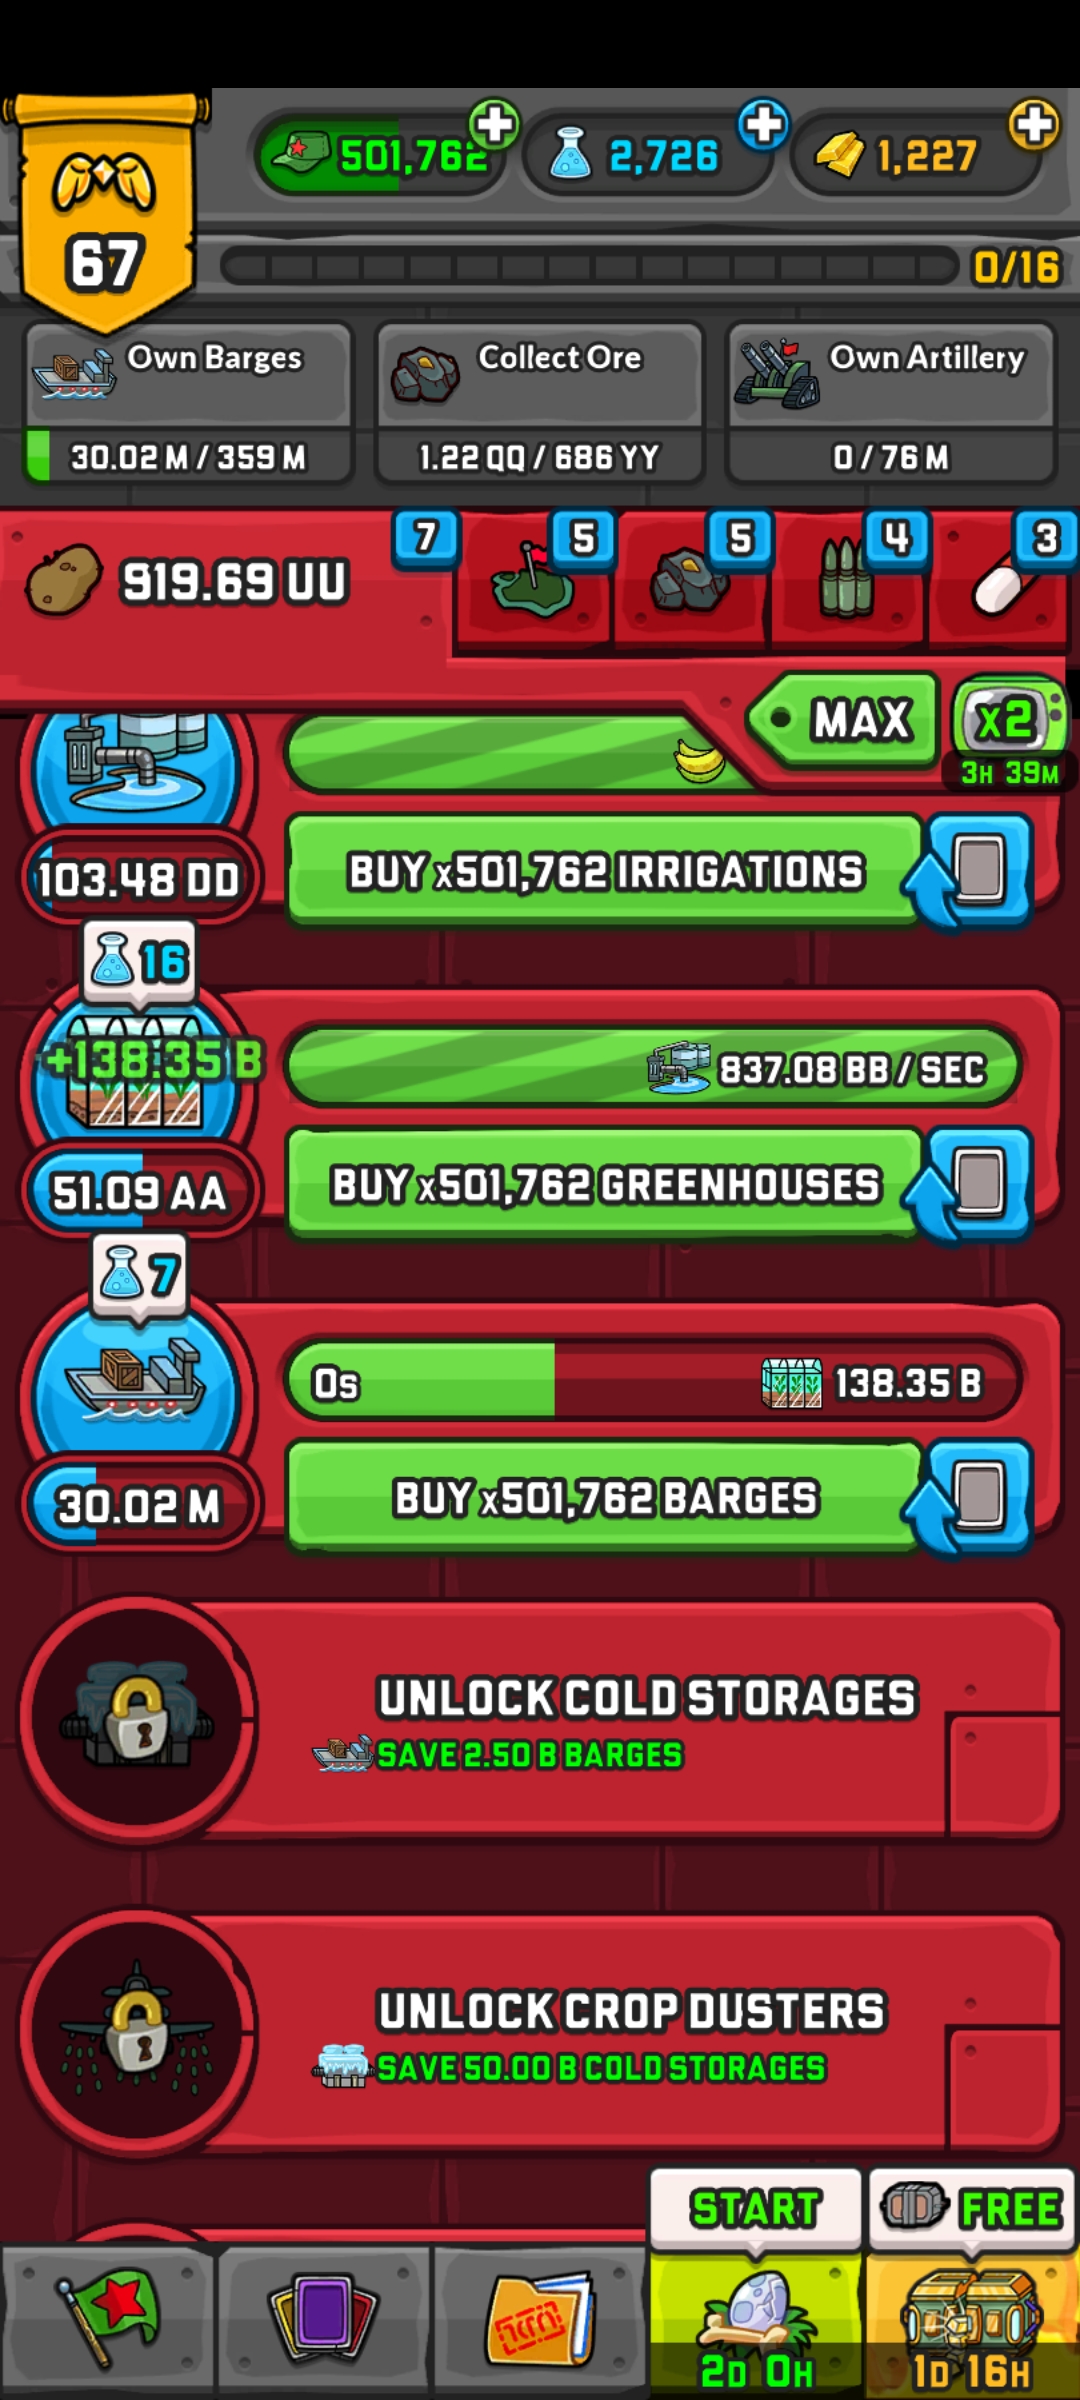 501,762
2,726
1,227
67
0/16
Own Barges
30.02 M / 359 M
Collect Ore
1.22 QQ / 686 YY
Own Artillery
0 / 76 M
919.69 UU
7
5
5
4
3
MAX
x2
3H 39M
103.48 DD
BUY x501,762 IRRIGATIONS
16
+138.35 B
837.08 BB / SEC
51.09 AA
BUY x501,762 GREENHOUSES
7
0s
138.35 B
30.02 M
BUY x501,762 BARGES
UNLOCK COLD STORAGES
SAVE 2.50 B BARGES
UNLOCK CROP DUSTERS
SAVE 50.00 B COLD STORAGES
START
FREE
2D 0H
1D 16H